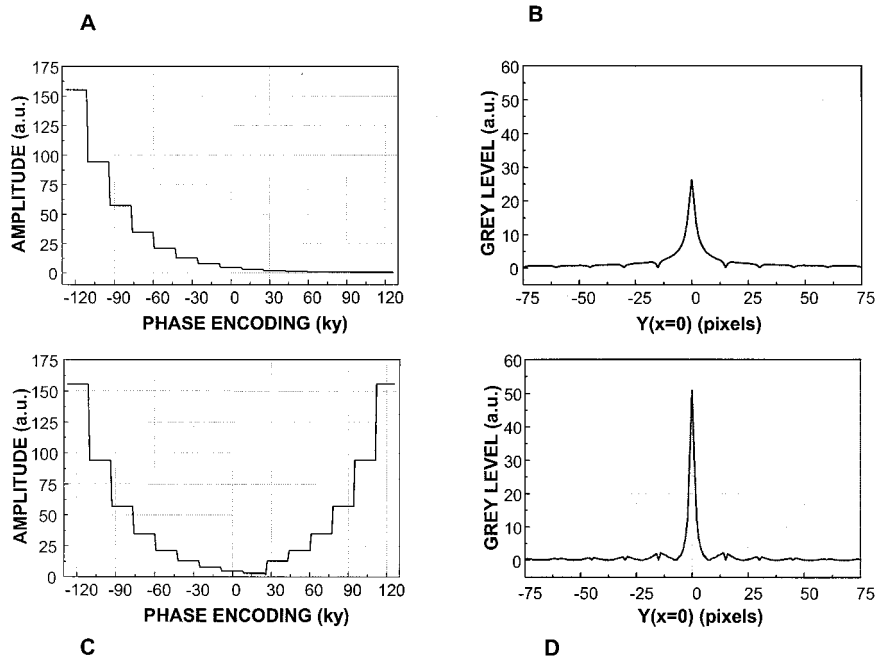 A
B
175
150
125
100
75
50
25
0
AMPLITUDE (a.u.)
-120 -90 -60 -30 0 30 60 90 120
PHASE ENCODING (ky)
60
50
40
30
20
10
0
GREY LEVEL (a.u.)
-75 -50 -25 0 25 50 75
Y(x=0) (pixels)
175
150
125
100
75
50
25
0
AMPLITUDE (a.u.)
-120 -90 -60 -30 0 30 60 90 120
PHASE ENCODING (ky)
60
50
40
30
20
10
0
GREY LEVEL (a.u.)
-75 -50 -25 0 25 50 75
Y(x=0) (pixels)
C
D